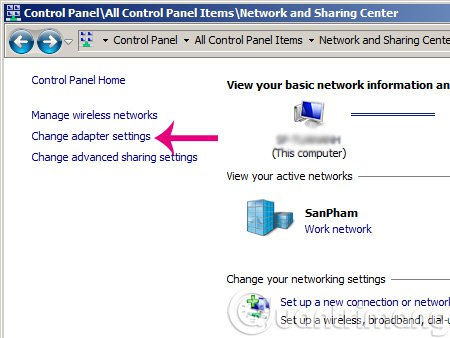 Control Panel\All Control Panel Items\Network and Sharing Center
Control Panel ▸ All Control Panel Items ▸ Network and Sharing Cente
Control Panel Home
View your basic network information an
Manage wireless networks
Change adapter settings
Change advanced sharing settings
(This computer)
View your active networks
SanPham
Work network
Change your networking settings
Set up a new connection or network
Set up a wireless, broadband, dial-u